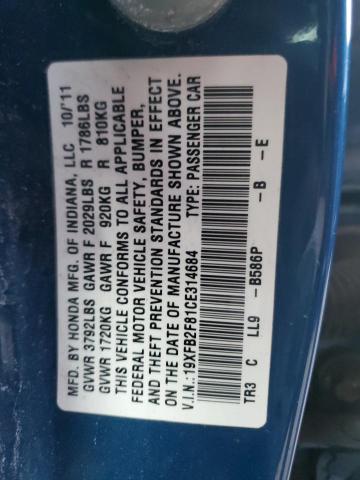 MFD. BY HONDA MFG. OF INDIANA, LLC 10/'11
GVWR 3792LBS GAWR F 2029LBS R 1786LBS
GVWR 1720KG GAWR F 920KG R 810KG
THIS VEHICLE CONFORMS TO ALL APPLICABLE
FEDERAL MOTOR VEHICLE SAFETY, BUMPER,
AND THEFT PREVENTION STANDARDS IN EFFECT
ON THE DATE OF MANUFACTURE SHOWN ABOVE.
V.I.N.: 19XFB2F81CE314684 TYPE: PASSENGER CAR
TR3 C LL9 -B586P -B -E